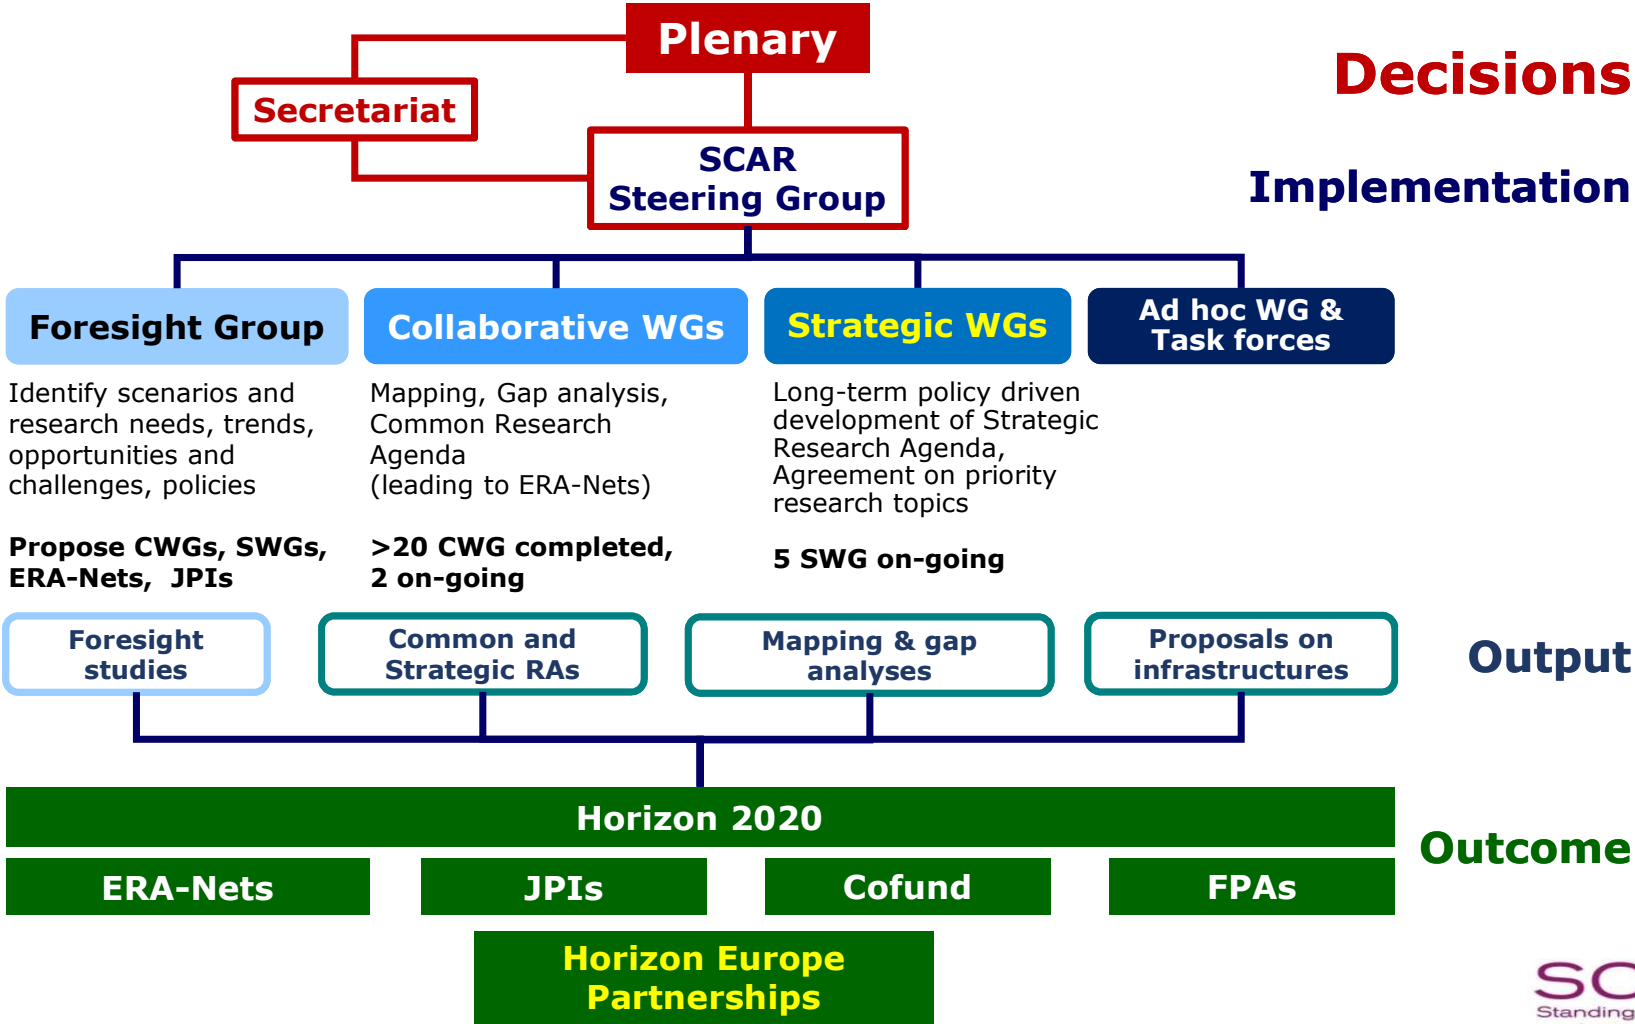 Plenary
Decisions
Secretariat
SCAR
Steering Group
Implementation
Foresight Group
Collaborative WGs
Strategic WGs
Ad hoc WG &
Task forces
Identify scenarios and
research needs, trends,
opportunities and
challenges, policies
Propose CWGs, SWGs,
ERA-Nets, JPIs
Mapping, Gap analysis,
Common Research
Agenda
(leading to ERA-Nets)
>20 CWG completed,
2 on-going
Long-term policy driven
development of Strategic
Research Agenda,
Agreement on priority
research topics
5 SWG on-going
Foresight
studies
Common and
Strategic RAs
Mapping & gap
analyses
Proposals on
infrastructures
Output
Horizon 2020
Outcome
ERA-Nets
JPIs
Cofund
FPAs
Horizon Europe
Partnerships
Standing